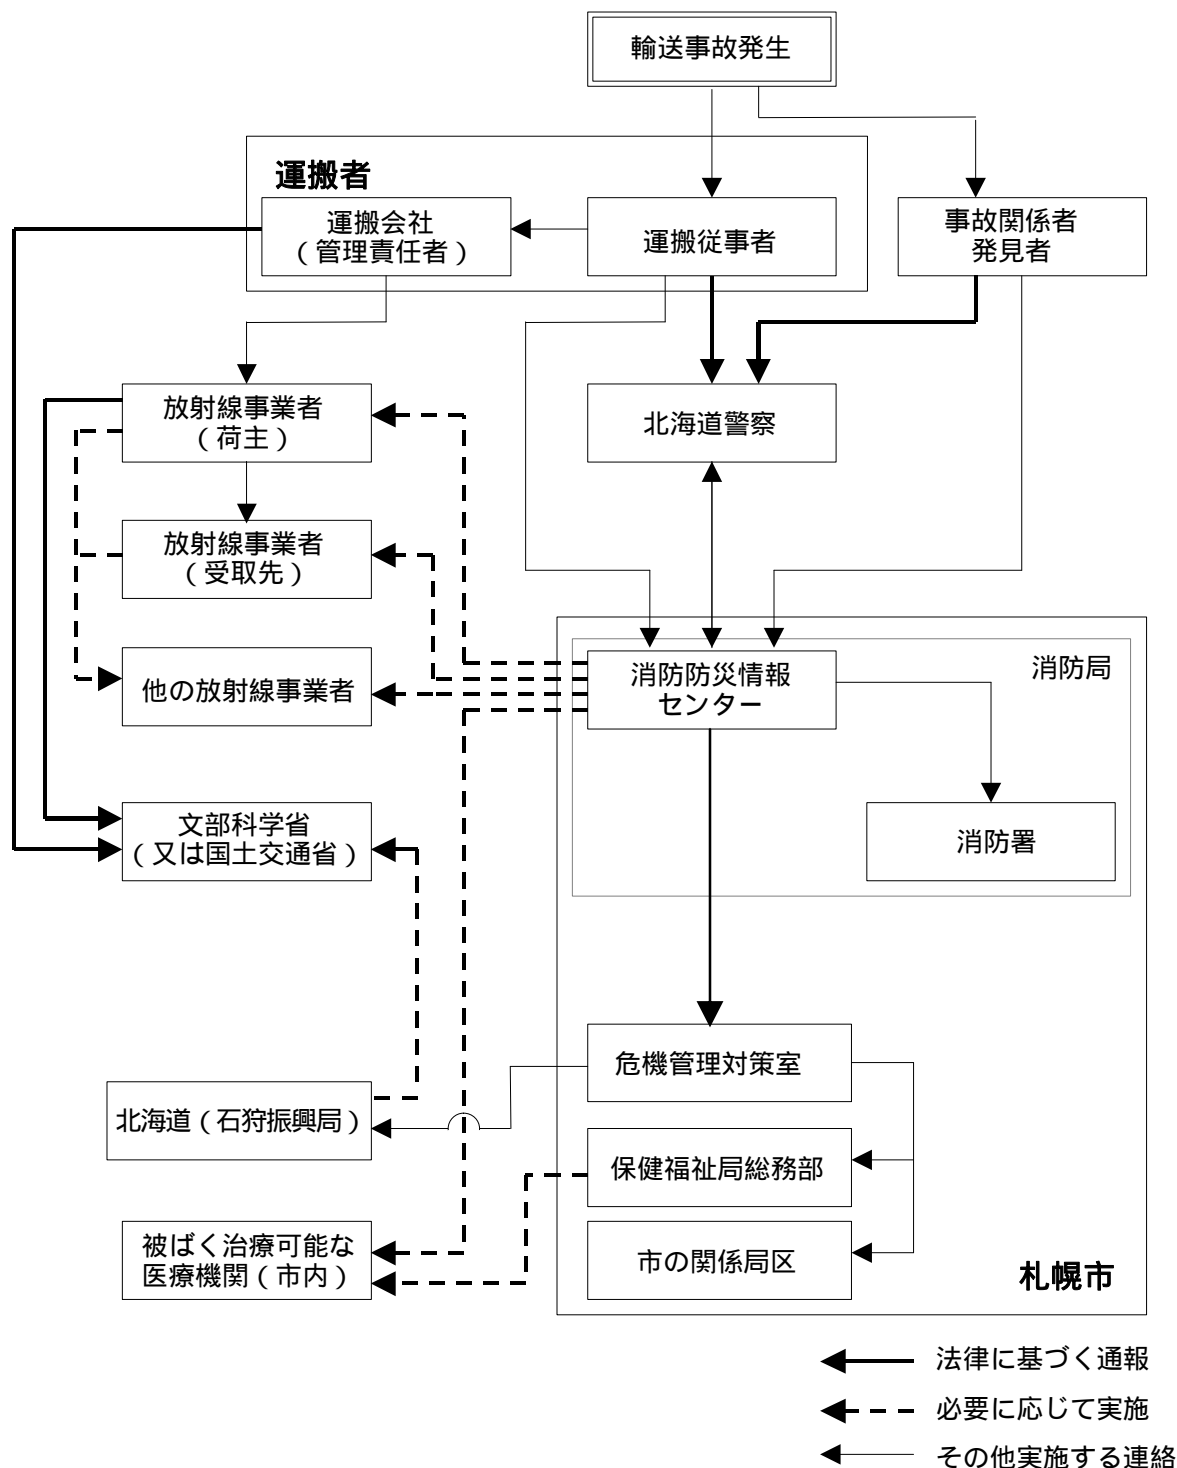 輸送事故発生
運搬者
運搬会社
（管理責任者）
運搬従事者
事故関係者
発見者
放射線事業者
（荷主）
北海道警察
放射線事業者
（受取先）
他の放射線事業者
消防防災情報
センター
消防局
文部科学省
（又は国土交通省）
消防署
危機管理対策室
北海道（石狩振興局）
保健福祉局総務部
被ばく治療可能な
医療機関（市内）
市の関係局区
札幌市
法律に基づく通報
必要に応じて実施
その他実施する連絡